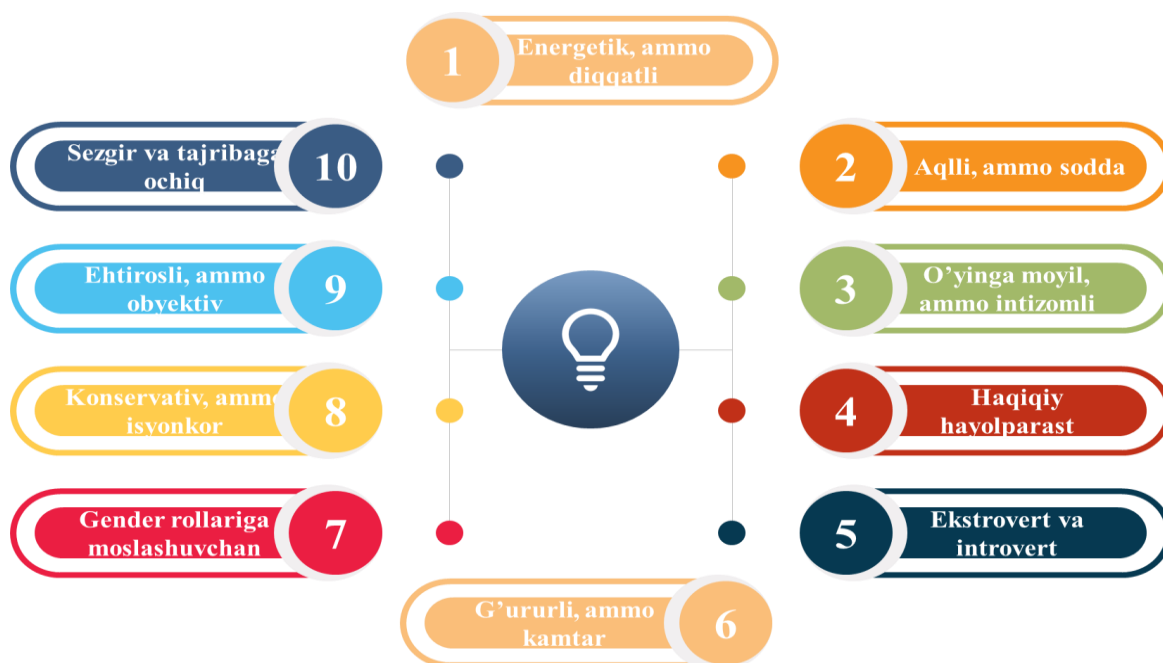 1
Energetik, ammo
diqqatli
2
Aqlli, ammo sodda
3
O’yinga moyil,
ammo intizomli
4
Haqiqiy
hayolparast
5
Ekstrovert va
introvert
6
G’ururli, ammo
kamtar
7
Gender rollariga
moslashuvchan
8
Konservativ, ammo
isyonkor
9
Ehtirosli, ammo
obyektiv
10
Sezgir va tajribaga
ochiq